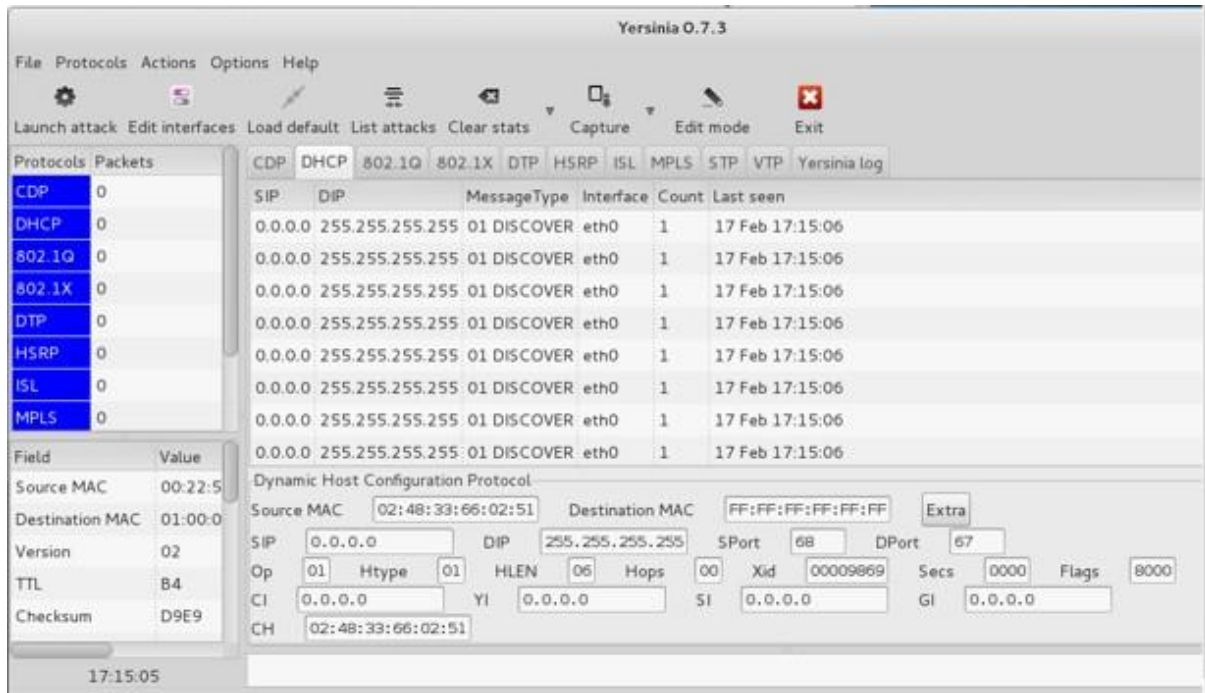 Yersinia 0.7.3
File Protocols Actions Options Help
Launch attack Edit interfaces Load default List attacks Clear stats Capture Edit mode Exit
Protocols Packets
CDP 0
DHCP 0
802.1Q 0
802.1X 0
DTP 0
HSRP 0
ISL 0
MPLS 0
Field Value
Source MAC 00:22:5
Destination MAC 01:00:0
Version 02
TTL B4
Checksum D9E9
17:15:05
CDP DHCP 802.1Q 802.1X DTP HSRP ISL MPLS STP VTP Yersinia log
SIP DIP MessageType Interface Count Last seen
0.0.0.0 255.255.255.255 01 DISCOVER eth0 1 17 Feb 17:15:06
0.0.0.0 255.255.255.255 01 DISCOVER eth0 1 17 Feb 17:15:06
0.0.0.0 255.255.255.255 01 DISCOVER eth0 1 17 Feb 17:15:06
0.0.0.0 255.255.255.255 01 DISCOVER eth0 1 17 Feb 17:15:06
0.0.0.0 255.255.255.255 01 DISCOVER eth0 1 17 Feb 17:15:06
0.0.0.0 255.255.255.255 01 DISCOVER eth0 1 17 Feb 17:15:06
0.0.0.0 255.255.255.255 01 DISCOVER eth0 1 17 Feb 17:15:06
0.0.0.0 255.255.255.255 01 DISCOVER eth0 1 17 Feb 17:15:06
Dynamic Host Configuration Protocol
Source MAC 02:48:33:66:02:51 Destination MAC FF:FF:FF:FF:FF:FF Extra
SIP 0.0.0.0 DIP 255.255.255.255 SPort 68 DPort 67
Op 01 Htype 01 HLEN 06 Hops 00 Xid 00009869 Secs 0000 Flags 8000
CI 0.0.0.0 YI 0.0.0.0 SI 0.0.0.0 GI 0.0.0.0
CH 02:48:33:66:02:51